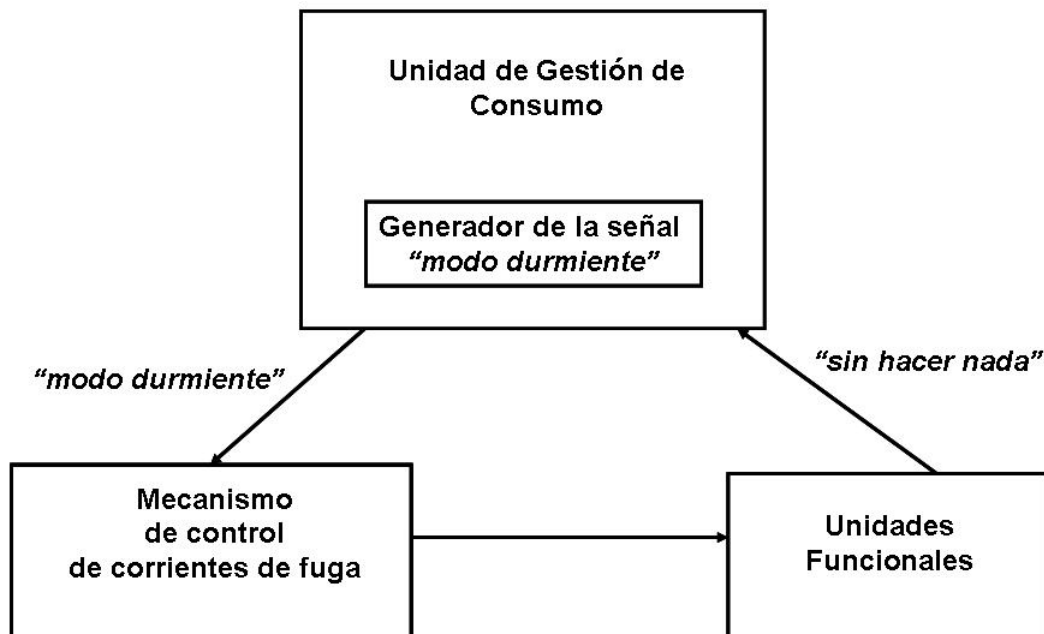 Unidad de Gestión de
Consumo
Generador de la señal
“modo durmiente”
“modo durmiente”
“sin hacer nada”
Mecanismo
de control
de corrientes de fuga
Unidades
Funcionales